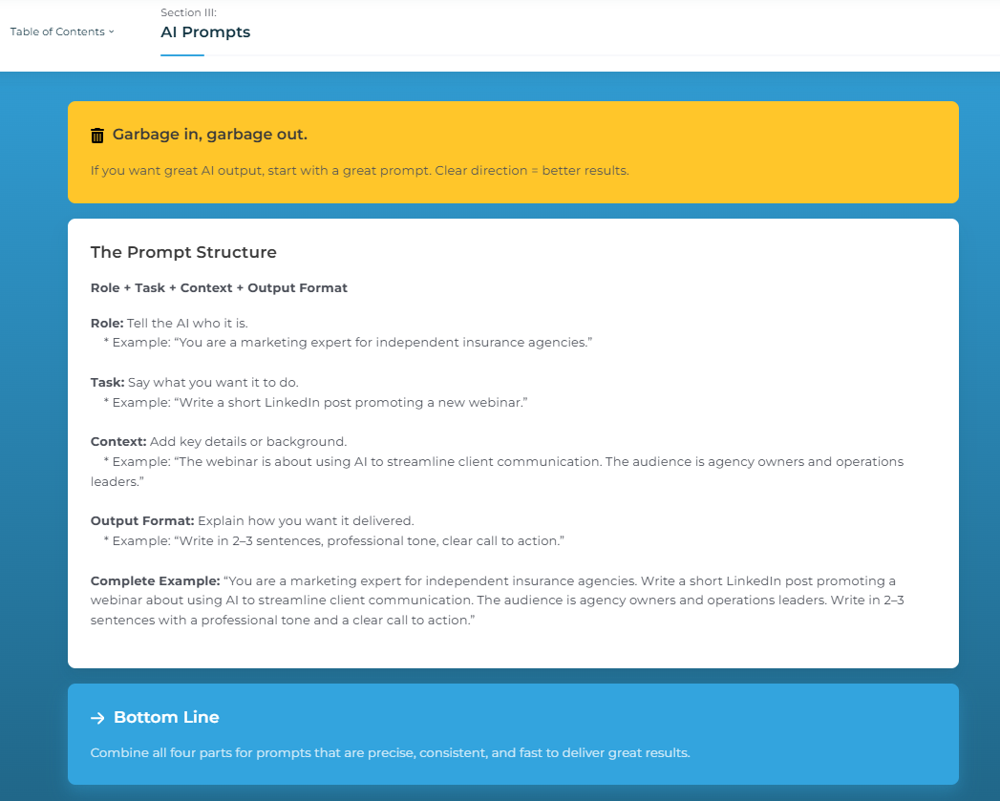 Section III:
Table of Contents
AI Prompts
Garbage in, garbage out.
If you want great AI output, start with a great prompt. Clear direction = better results.
The Prompt Structure
Role + Task + Context + Output Format
Role: Tell the AI who it is.
* Example: “You are a marketing expert for independent insurance agencies.”
Task: Say what you want it to do.
* Example: “Write a short LinkedIn post promoting a new webinar.”
Context: Add key details or background.
* Example: “The webinar is about using AI to streamline client communication. The audience is agency owners and operations
leaders.”
Output Format: Explain how you want it delivered.
* Example: “Write in 2–3 sentences, professional tone, clear call to action.”
Complete Example: “You are a marketing expert for independent insurance agencies. Write a short LinkedIn post promoting a
webinar about using AI to streamline client communication. The audience is agency owners and operations leaders. Write in 2–3
sentences with a professional tone and a clear call to action.”
Bottom Line
Combine all four parts for prompts that are precise, consistent, and fast to deliver great results.